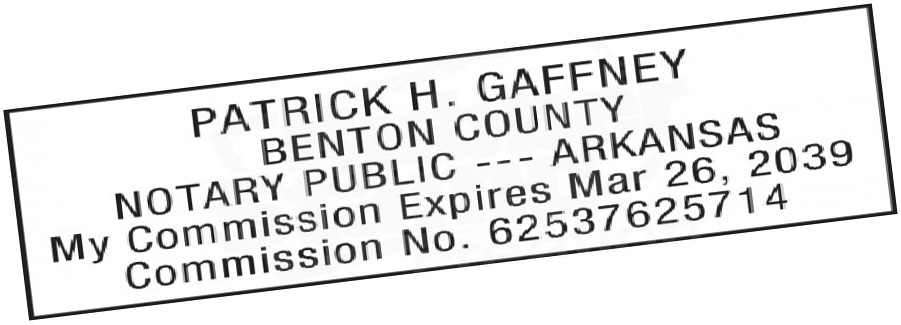 PATRICK H. GAFFNEY
BENTON COUNTY
NOTARY PUBLIC --- ARKANSAS
My Commission Expires Mar 26, 2039
Commission No. 62537625714